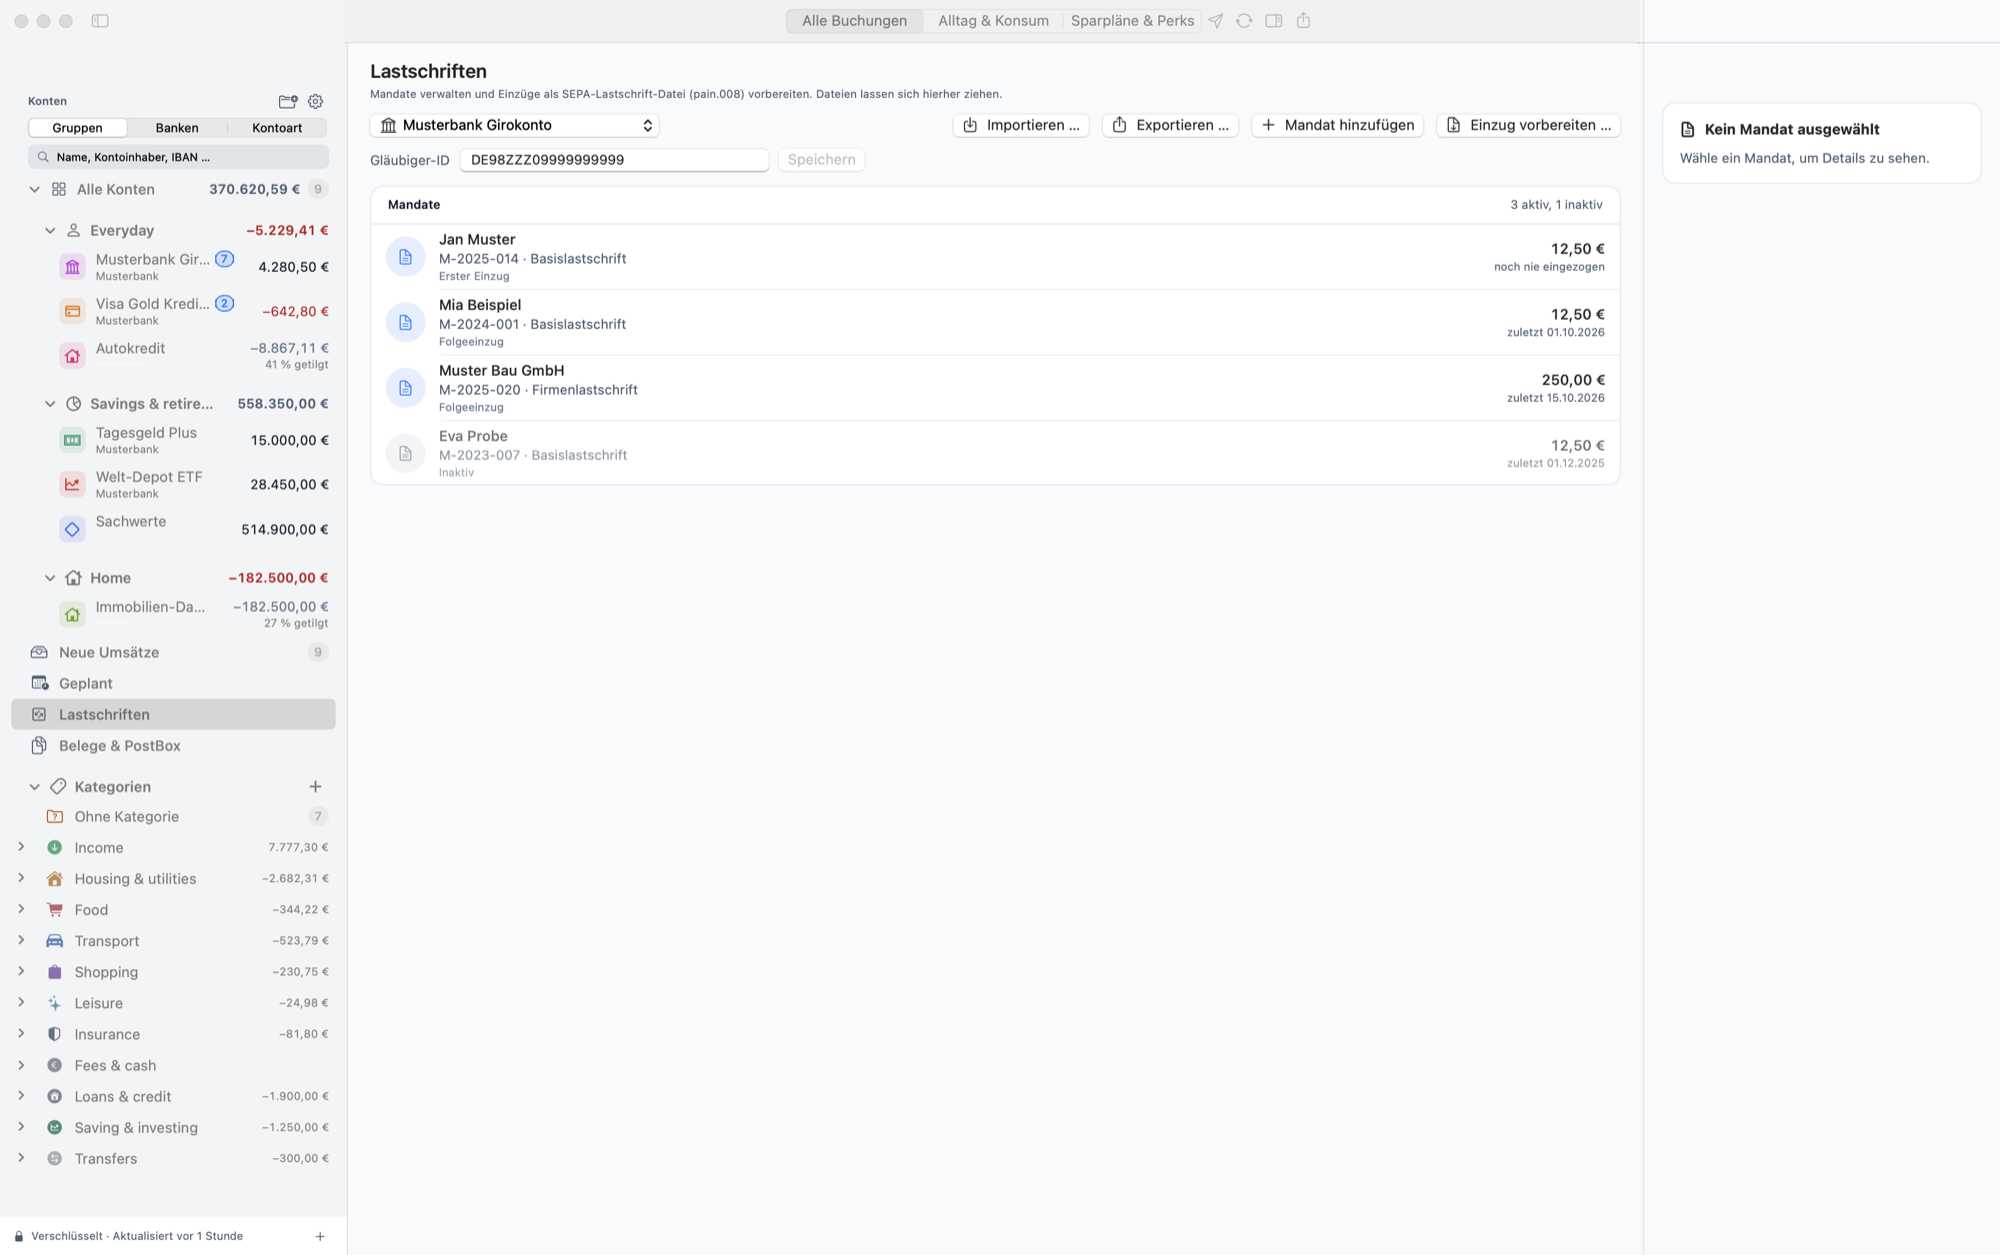 Alle Buchungen
Alltag & Konsum
Sparpläne & Perks
Konten
Gruppen
Banken
Kontoart
Name, Kontoinhaber, IBAN ...
Alle Konten 370.620,59 € 9
Everyday −5.229,41 €
Musterbank Gir... 7 4.280,50 €
Musterbank
Visa Gold Kredi... 2 −642,80 €
Musterbank
Autokredit −8.867,11 €
41 % getilgt
Savings & retire... 558.350,00 €
Tagesgeld Plus 15.000,00 €
Musterbank
Welt-Depot ETF 28.450,00 €
Musterbank
Sachwerte 514.900,00 €
Home −182.500,00 €
Immobilien-Da... −182.500,00 €
27 % getilgt
Neue Umsätze 9
Geplant
Lastschriften
Belege & PostBox
Kategorien
Ohne Kategorie 7
Income 7.777,30 €
Housing & utilities −2.682,31 €
Food −344,22 €
Transport −523,79 €
Shopping −230,75 €
Leisure −24,98 €
Insurance −81,80 €
Fees & cash
Loans & credit −1.900,00 €
Saving & investing −1.250,00 €
Transfers −300,00 €
Verschlüsselt · Aktualisiert vor 1 Stunde
Lastschriften
Mandate verwalten und Einzüge als SEPA-Lastschrift-Datei (pain.008) vorbereiten. Dateien lassen sich hierher ziehen.
Musterbank Girokonto
Importieren ...
Exportieren ...
Mandat hinzufügen
Einzug vorbereiten ...
Gläubiger-ID DE98ZZZ09999999999 Speichern
Mandate 3 aktiv, 1 inaktiv
Jan Muster 12,50 €
M-2025-014 · Basislastschrift noch nie eingezogen
Erster Einzug
Mia Beispiel 12,50 €
M-2024-001 · Basislastschrift zuletzt 01.10.2026
Folgeeinzug
Muster Bau GmbH 250,00 €
M-2025-020 · Firmenlastschrift zuletzt 15.10.2026
Folgeeinzug
Eva Probe 12,50 €
M-2023-007 · Basislastschrift zuletzt 01.12.2025
Inaktiv
Kein Mandat ausgewählt
Wähle ein Mandat, um Details zu sehen.